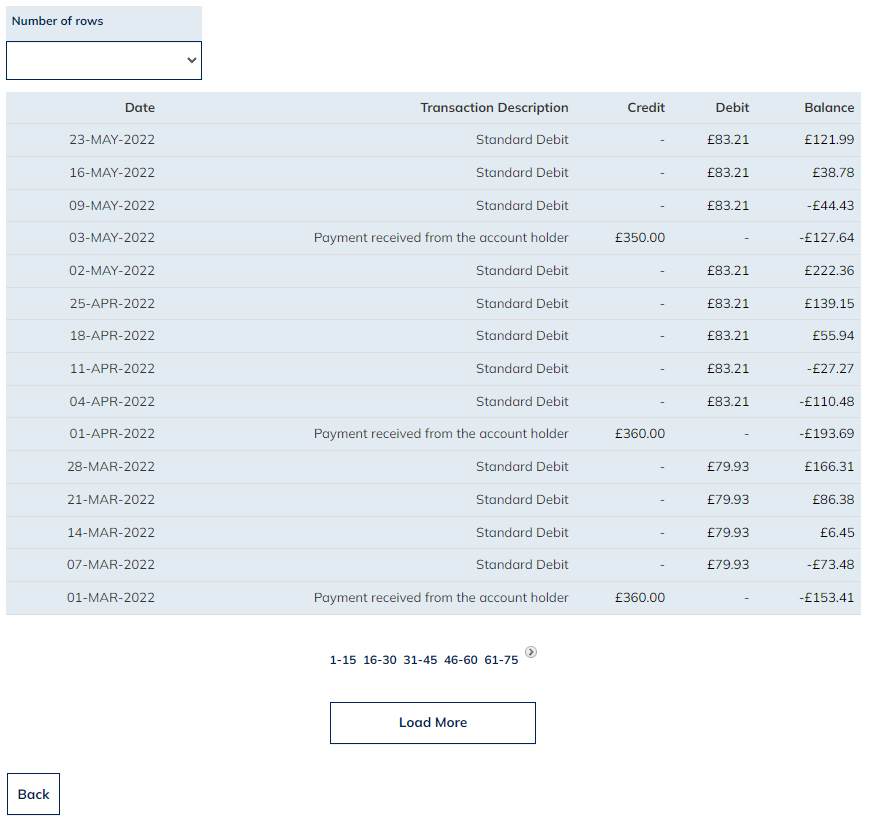 Number of rows
Date Transaction Description Credit Debit Balance
23-MAY-2022 Standard Debit - £83.21 £121.99
16-MAY-2022 Standard Debit - £83.21 £38.78
09-MAY-2022 Standard Debit - £83.21 -£44.43
03-MAY-2022 Payment received from the account holder £350.00 - -£127.64
02-MAY-2022 Standard Debit - £83.21 £222.36
25-APR-2022 Standard Debit - £83.21 £139.15
18-APR-2022 Standard Debit - £83.21 £55.94
11-APR-2022 Standard Debit - £83.21 -£27.27
04-APR-2022 Standard Debit - £83.21 -£110.48
01-APR-2022 Payment received from the account holder £360.00 - -£193.69
28-MAR-2022 Standard Debit - £79.93 £166.31
21-MAR-2022 Standard Debit - £79.93 £86.38
14-MAR-2022 Standard Debit - £79.93 £6.45
07-MAR-2022 Standard Debit - £79.93 -£73.48
01-MAR-2022 Payment received from the account holder £360.00 - -£153.41
1-15 16-30 31-45 46-60 61-75
Load More
Back